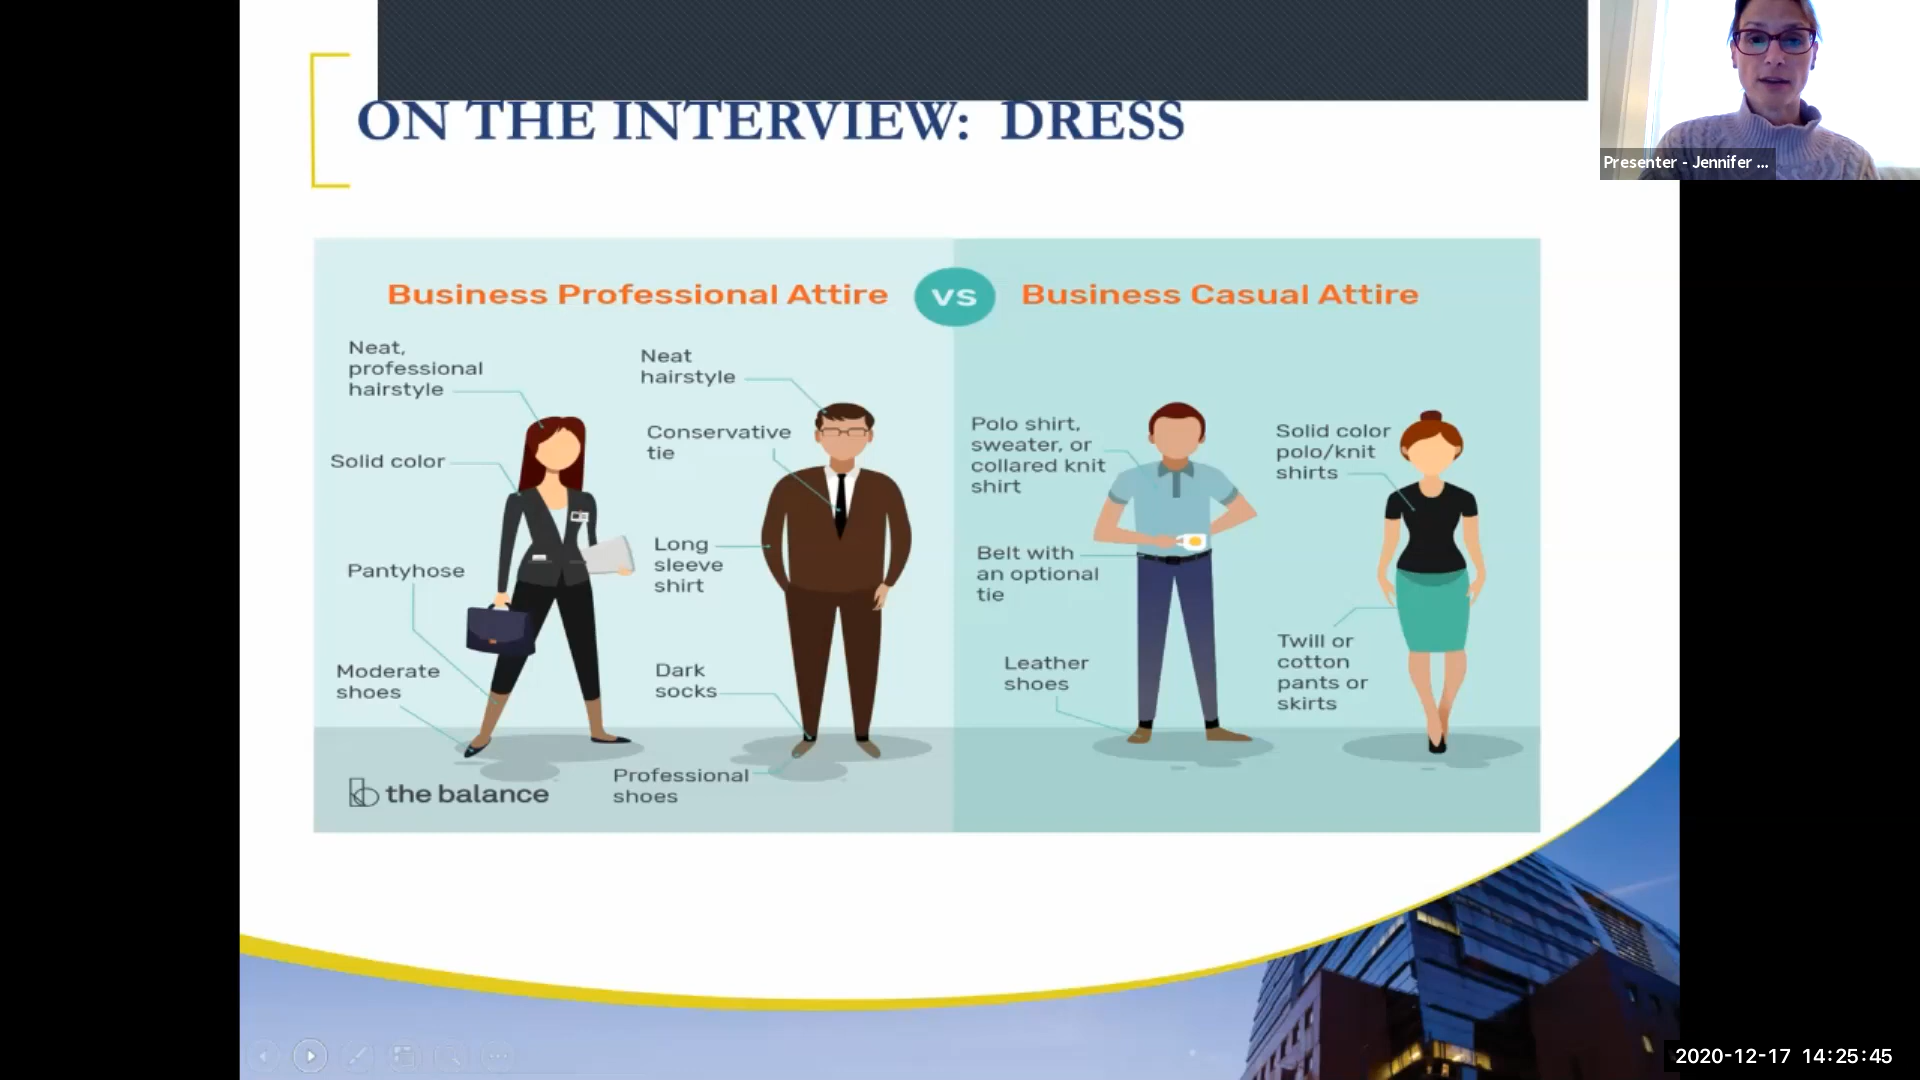 ON THE INTERVIEW: DRESS
Presenter - Jennifer ...
Business Professional Attire
vs
Business Casual Attire
Neat,
professional
hairstyle
Solid color
Pantyhose
Moderate
shoes
Neat
hairstyle
Conservative
tie
Long
sleeve
shirt
Dark
socks
Professional
shoes
Polo shirt,
sweater, or
collared knit
shirt
Belt with
an optional
tie
Leather
shoes
Solid color
polo/knit
shirts
Twill or
cotton
pants or
skirts
the balance
2020-12-17 14:25:45